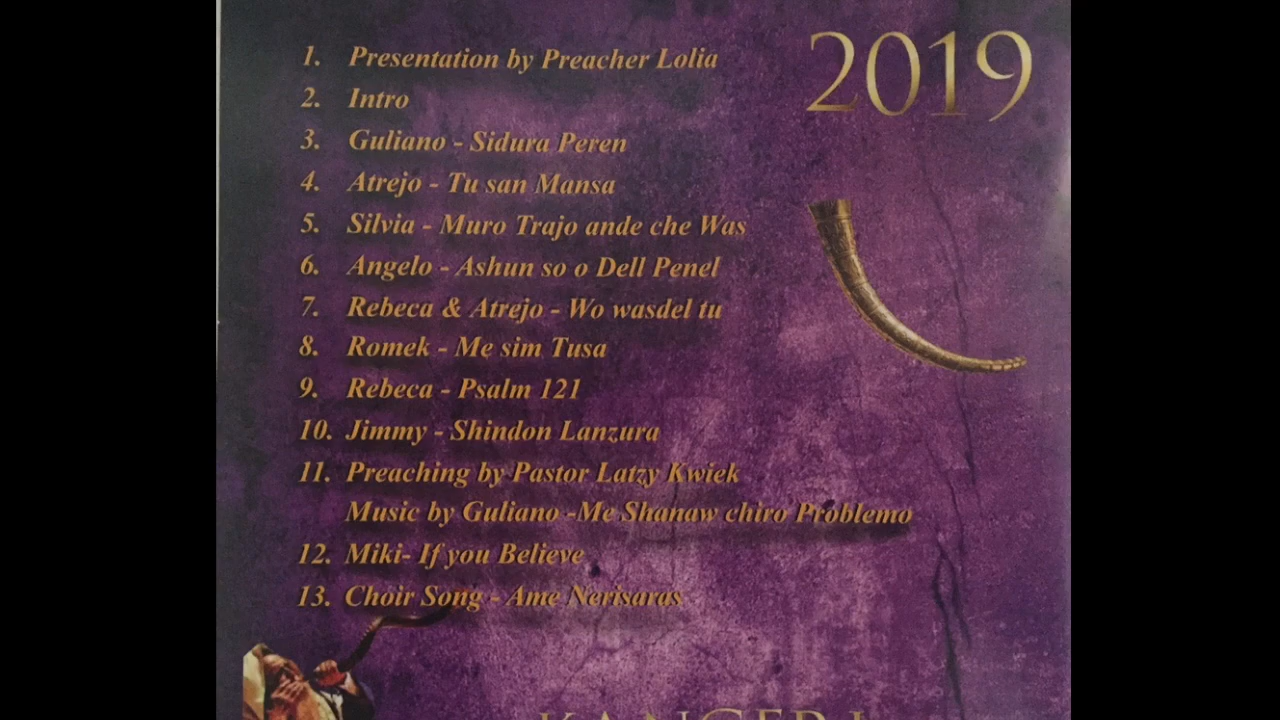 2019
1. Presentation by Preacher Lolia
2. Intro
3. Guliano - Sidura Peren
4. Atrejo - Tu san Mansa
5. Silvia - Muro Trajo ande che Was
6. Angelo - Ashun so o Dell Penel
7. Rebeca & Atrejo - Wo wasdel tu
8. Romek - Me sim Tusa
9. Rebeca - Psalm 121
10. Jimmy - Shindon Lanzura
11. Preaching by Pastor Latzy Kwiek
Music by Guliano -Me Shanaw chiro Problemo
12. Miki- If you Believe
13. Choir Song - Ame Nerisaras